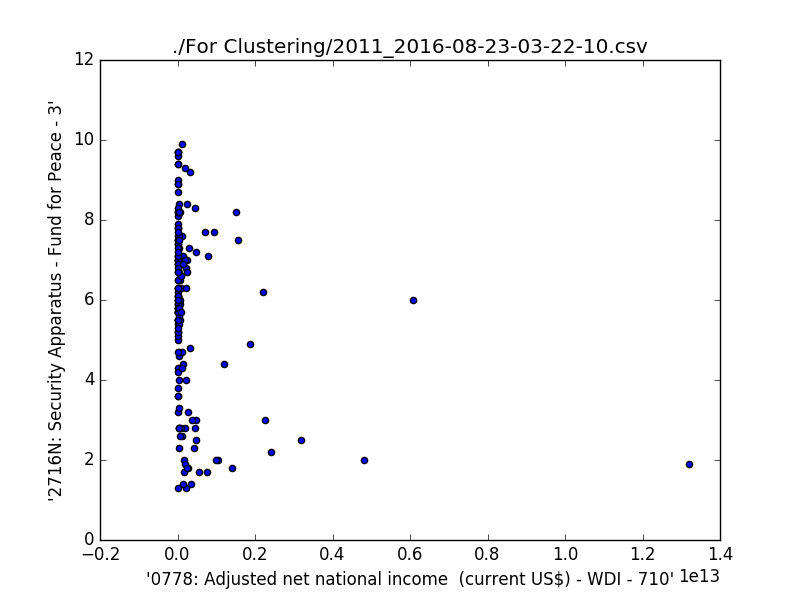 ./For Clustering/2011_2016-08-23-03-22-10.csv
12
10
8
6
4
2
0
'2716N: Security Apparatus - Fund for Peace - 3'
−0.2 0.0 0.2 0.4 0.6 0.8 1.0 1.2 1.4
1e13
'0778: Adjusted net national income  (current US$) - WDI - 710'